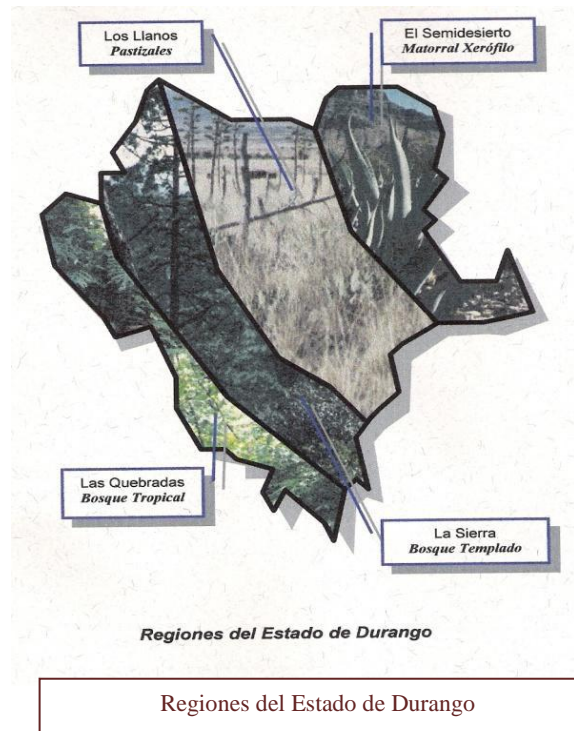 Los Llanos
Pastizales
El Semidesierto
Matorral Xerófilo
Las Quebradas
Bosque Tropical
La Sierra
Bosque Templado
Regiones del Estado de Durango
Regiones del Estado de Durango